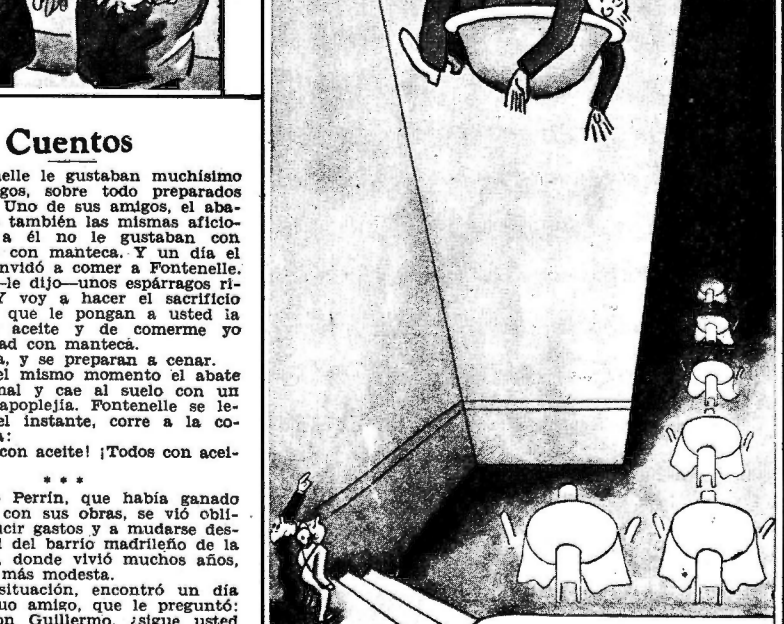 Cuentos
elle le gustaban muchísimo
gos, sobre todo preparados
Uno de sus amigos, el aba-
también las mismas aficio-
a él no le gustaban con
con manteca. Y un día el
nvidó a comer a Fontenelle.
—le dijo—unos espárragos ri-
Y voy a hacer el sacrificio
que le pongan a usted la
aceite y de comerme yo
ad con manteca.
a, y se preparan a cenar.
el mismo momento el abate
nal y cae al suelo con un
apoplejía. Fontenelle se le-
el instante, corre a la co-
a:
con aceite! ¡Todos con acei-
* * *
Perrín, que había ganado
con sus obras, se vió obli-
ucir gastos y a mudarse des-
l del barrio madrileño de la
, donde vivió muchos años,
más modesta.
situación, encontró un día
uo amigo, que le preguntó:
on Guillermo, ¿sigue usted